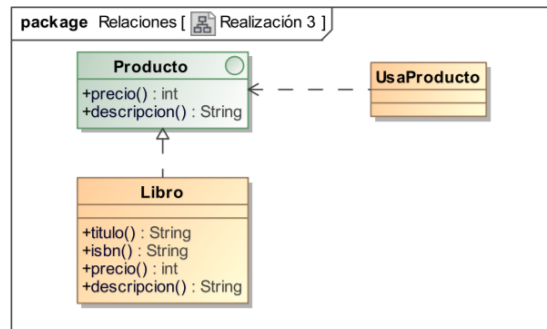 package Relaciones [ Realización 3 ]
Producto
+precio() : int
+descripcion() : String
UsaProducto
Libro
+titulo() : String
+isbn() : String
+precio() : int
+descripcion() : String